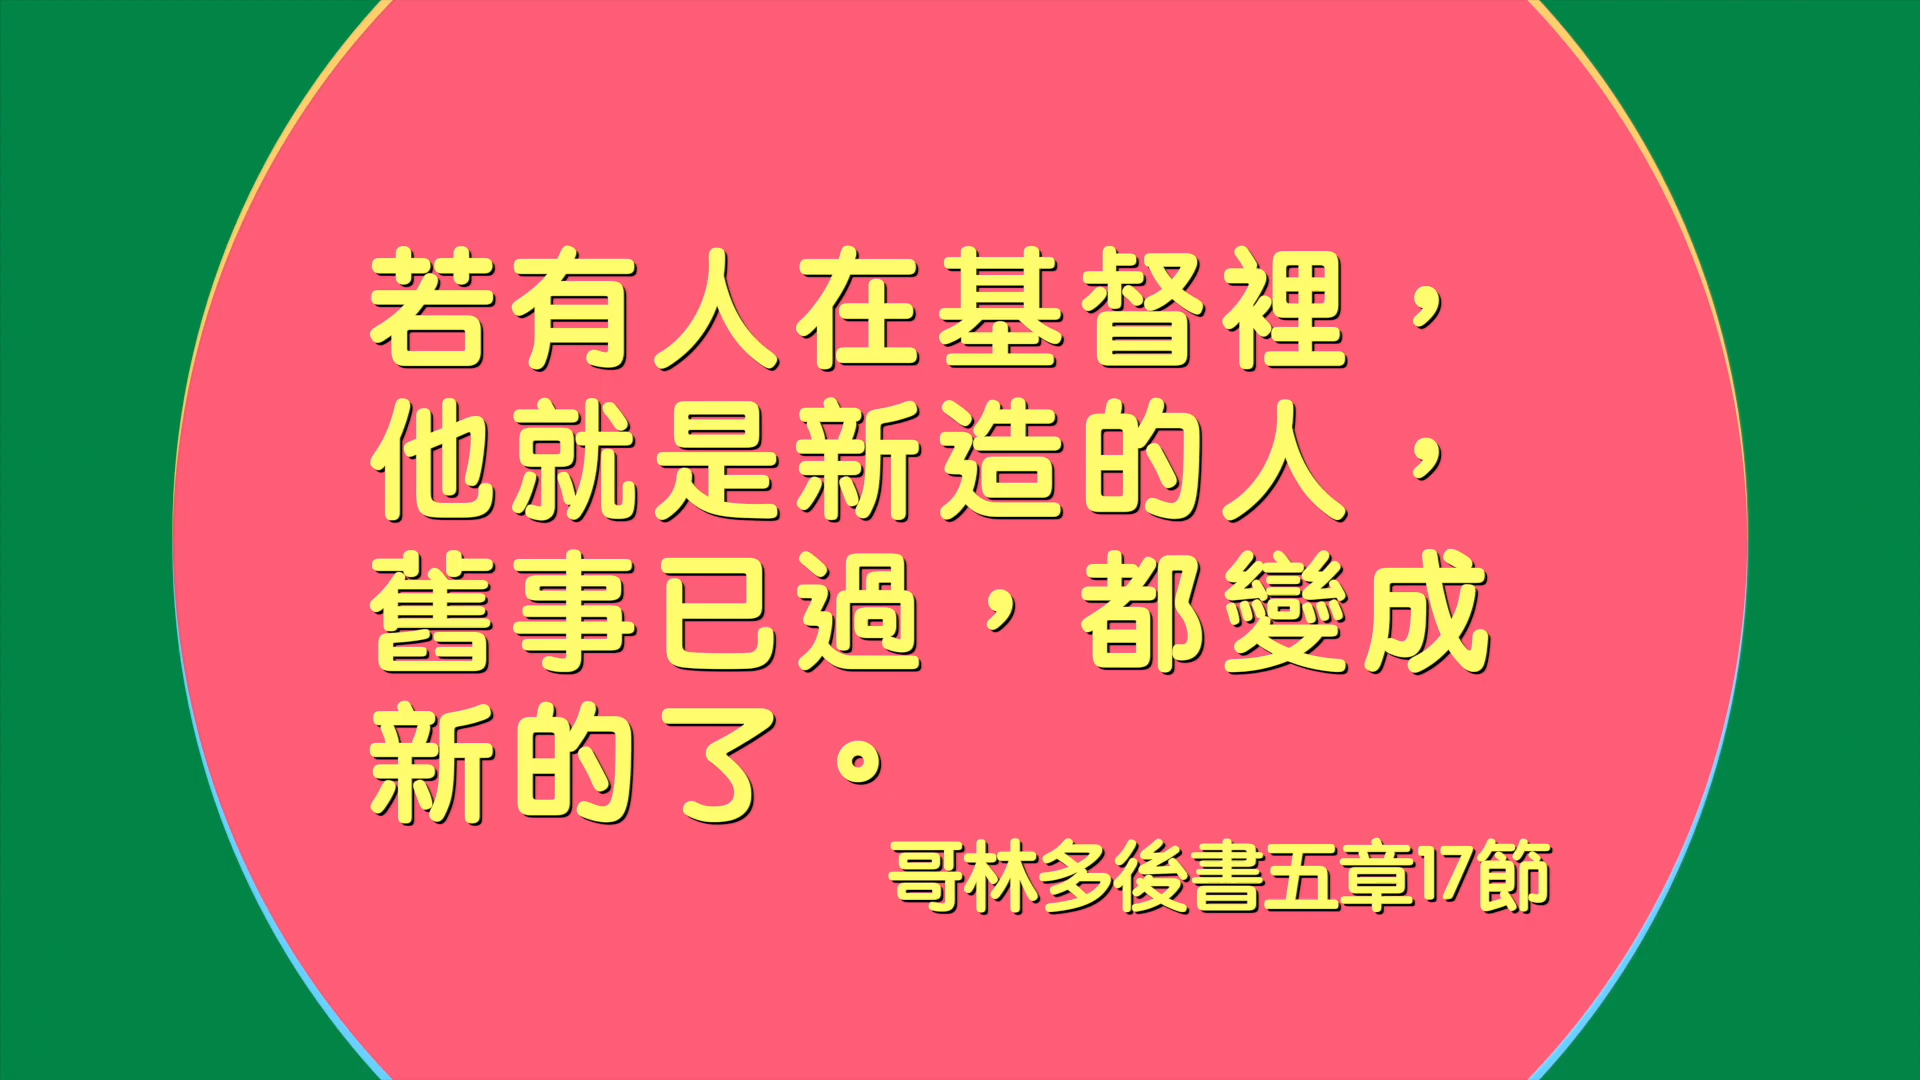 若有人在基督裡，
他就是新造的人，
舊事已過，都變成
新的了。
哥林多後書五章17節